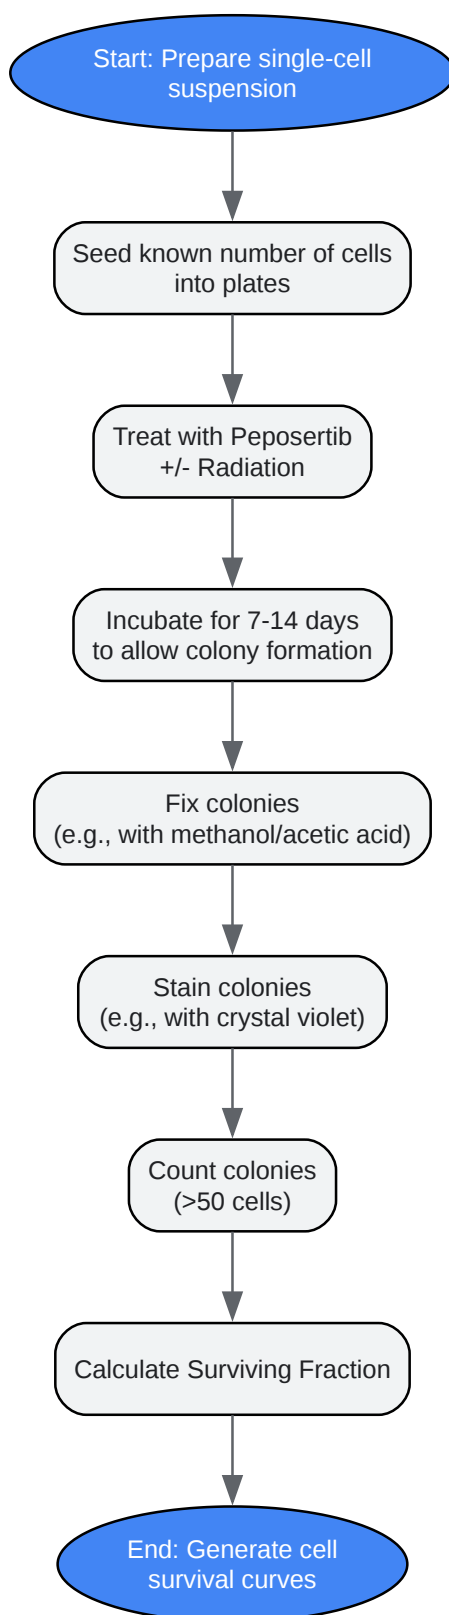 Start: Prepare single-cell
suspension
Seed known number of cells
into plates
Treat with Peposertib
+/- Radiation
Incubate for 7-14 days
to allow colony formation
Fix colonies
(e.g., with methanol/acetic acid)
Stain colonies
(e.g., with crystal violet)
Count colonies
(>50 cells)
Calculate Surviving Fraction
End: Generate cell
survival curves